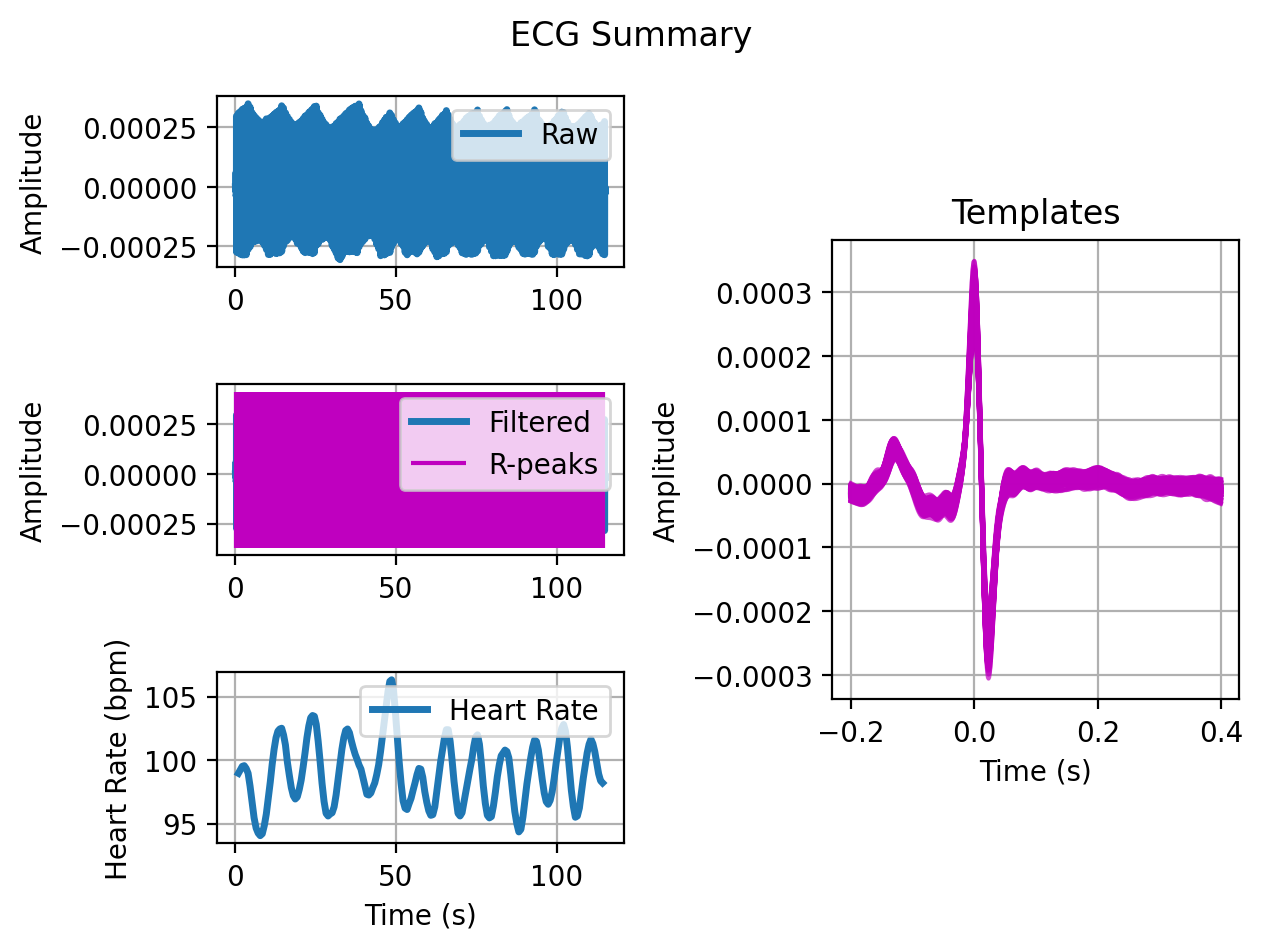 ECG Summary
Amplitude
0.00025
0.00000
−0.00025
Raw
0 50 100
Amplitude
0.00025
0.00000
−0.00025
Filtered
R-peaks
0 50 100
Heart Rate (bpm)
105
100
95
Heart Rate
0 50 100
Time (s)
Templates
Amplitude
0.0003
0.0002
0.0001
0.0000
−0.0001
−0.0002
−0.0003
−0.2 0.0 0.2 0.4
Time (s)